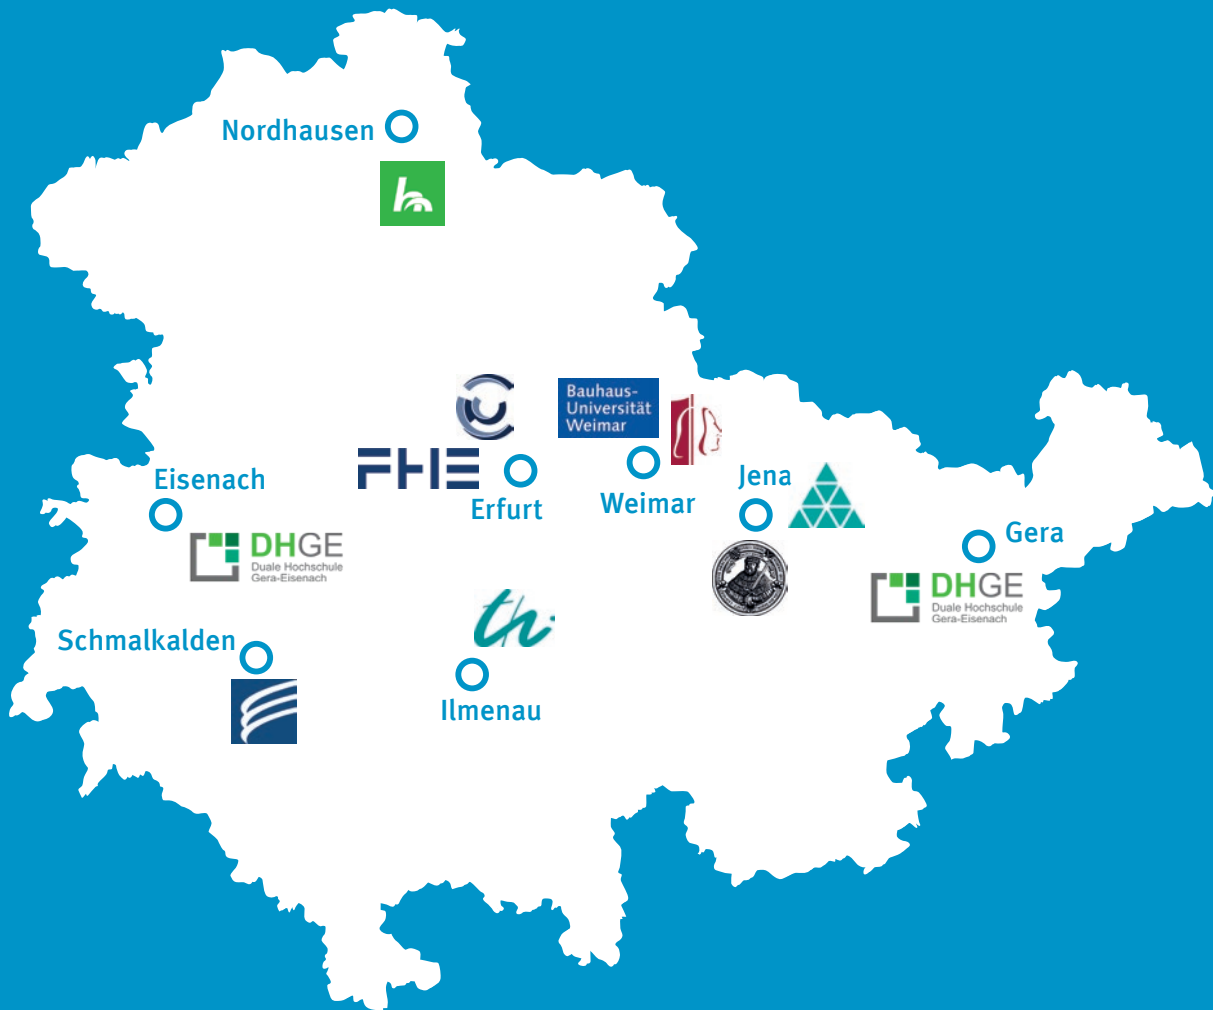 Nordhausen
Bauhaus-
Universität
Weimar
FHE
Eisenach
Erfurt
Weimar
Jena
Gera
DHGE
Duale Hochschule
Gera-Eisenach
DHGE
Duale Hochschule
Gera-Eisenach
th
Schmalkalden
Ilmenau